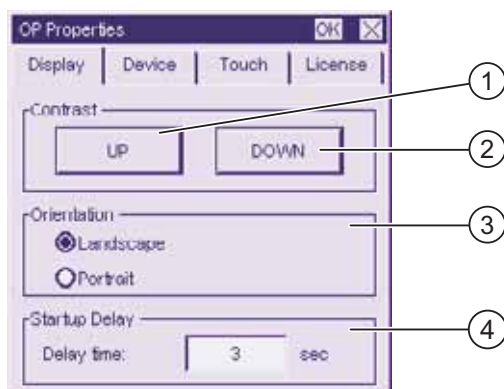 OP Properties OK
Display Device Touch License
Contrast
UP DOWN
Orientation
Landscape
Portrait
Startup Delay
Delay time: 3 sec
1
2
3
4